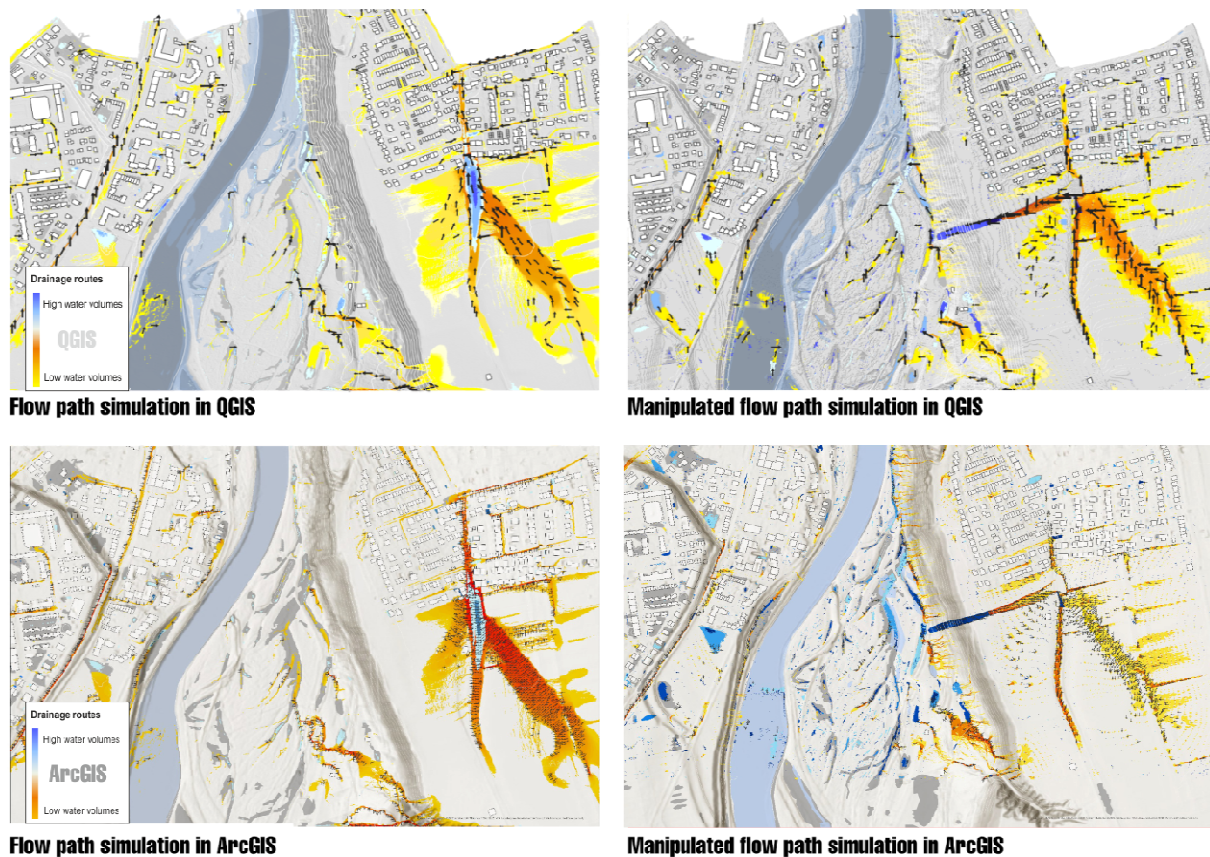 Drainage routes
High water volumes
QGIS
Low water volumes
Flow path simulation in QGIS
Manipulated flow path simulation in QGIS
Drainage routes
High water volumes
ArcGIS
Low water volumes
Flow path simulation in ArcGIS
Manipulated flow path simulation in ArcGIS